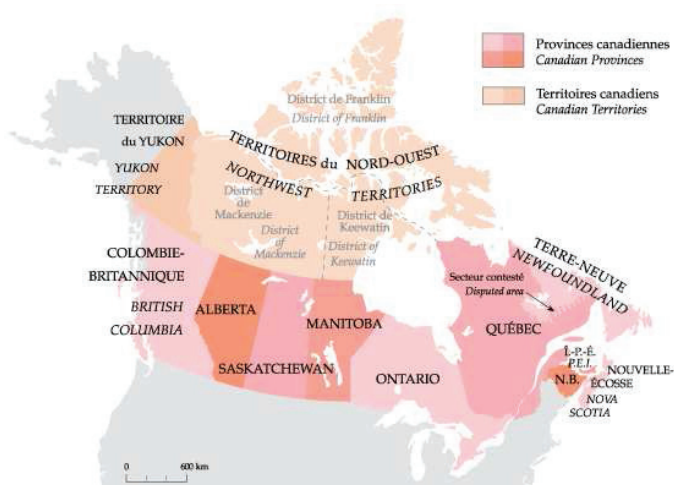 Provinces canadiennes
Canadian Provinces
Territoires canadiens
Canadian Territories
District de Franklin
District of Franklin
TERRITOIRE
du YUKON
YUKON
TERRITORY
TERRITOIRES du NORD-OUEST
NORTHWEST TERRITORIES
District
de
Mackenzie
District
of
Mackenzie
District de
Keewatin
District of
Keewatin
COLOMBIE-
BRITANNIQUE
BRITISH
COLUMBIA
ALBERTA
SASKATCHEWAN
MANITOBA
ONTARIO
QUÉBEC
Secteur contesté
Disputed area
TERRE-NEUVE
NEWFOUNDLAND
Î.-P.-É.
P.E.I.
N.B.
NOUVELLE-
ÉCOSSE
NOVA
SCOTIA
0 600 km